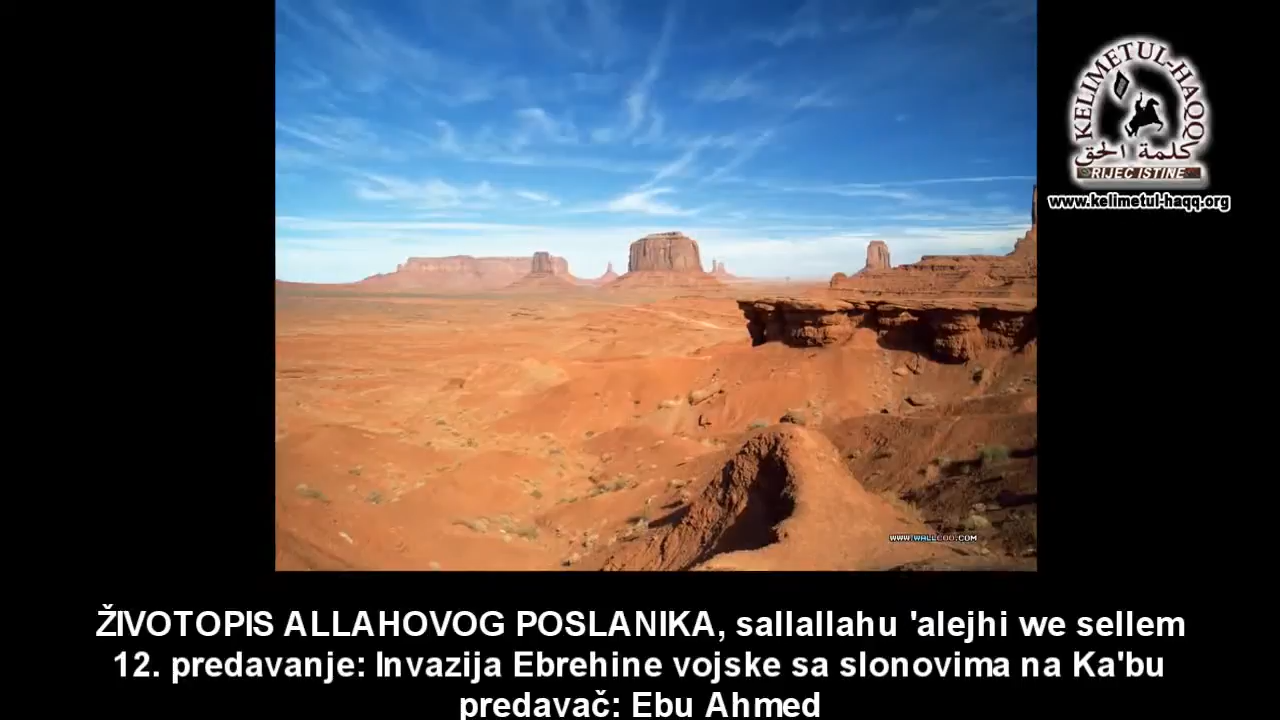 KELIMETUL-HAQQ
كلمة الحق
RIJEC ISTINE
www.kelimetul-haqq.org
WWW.WALLCOO.COM
ŽIVOTOPIS ALLAHOVOG POSLANIKA, sallallahu 'alejhi we sellem
12. predavanje: Invazija Ebrehine vojske sa slonovima na Ka'bu
predavač: Ebu Ahmed